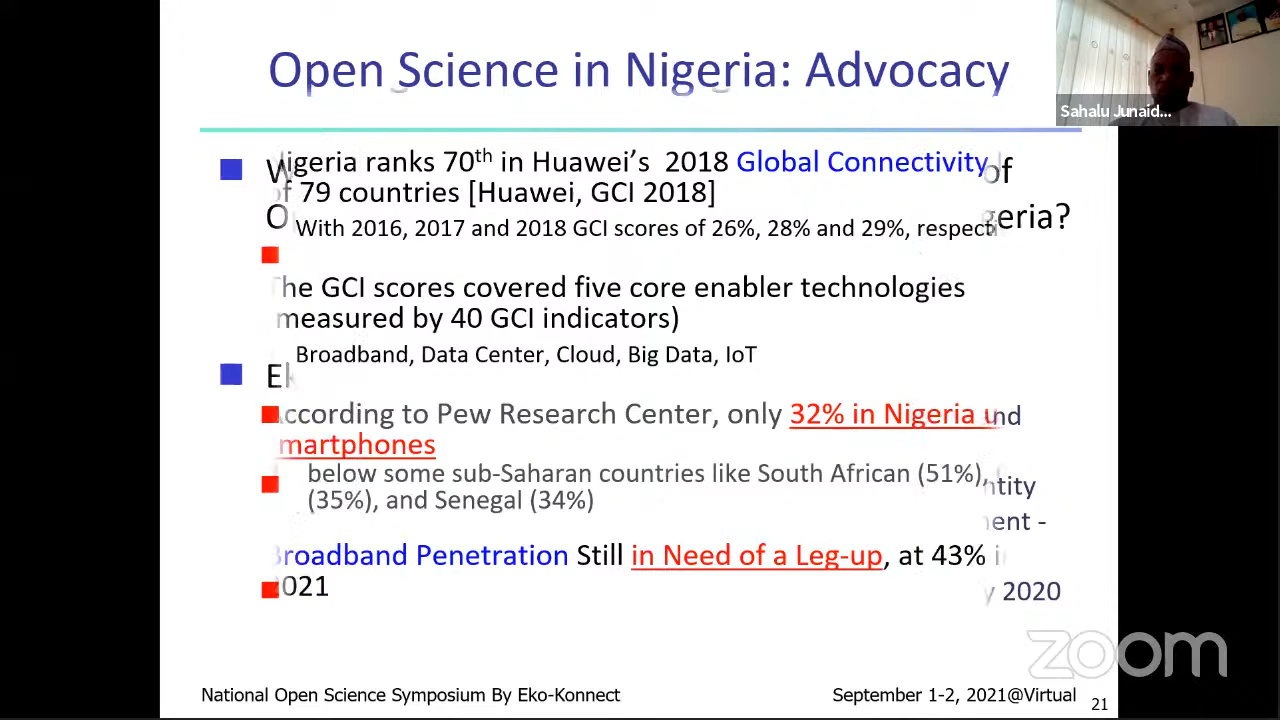 Open Science in Nigeria: Advocacy
Sahalu Junaid...
Nigeria ranks 70th in Huawei's 2018 Global Connectivity
of 79 countries [Huawei, GCI 2018]
of
geria?
With 2016, 2017 and 2018 GCI scores of 26%, 28% and 29%, respecti
The GCI scores covered five core enabler technologies
measured by 40 GCI indicators)
Broadband, Data Center, Cloud, Big Data, IoT
Ek
According to Pew Research Center, only 32% in Nigeria u
martphones
nd
below some sub-Saharan countries like South African (51%),
(35%), and Senegal (34%)
ntity
ent -
Broadband Penetration Still in Need of a Leg-up, at 43% i
2021
y 2020
zoom
National Open Science Symposium By Eko-Konnect
September 1-2, 2021@Virtual
21